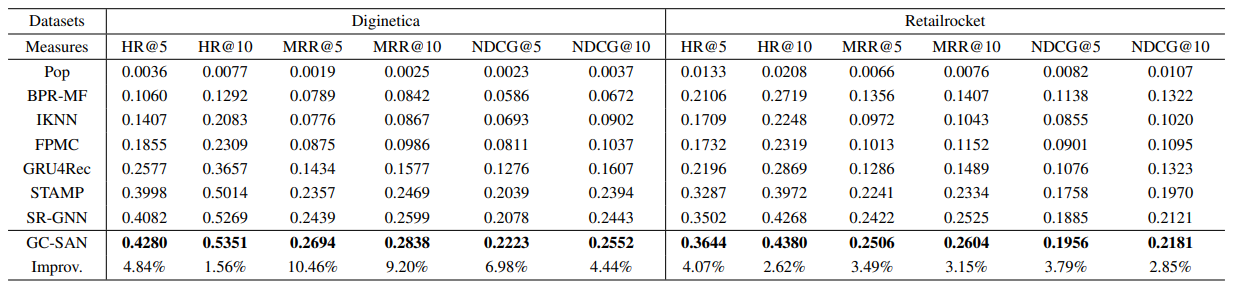 Datasets Diginetica Retailrocket
Measures HR@5 HR@10 MRR@5 MRR@10 NDCG@5 NDCG@10 HR@5 HR@10 MRR@5 MRR@10 NDCG@5 NDCG@10
Pop 0.0036 0.0077 0.0019 0.0025 0.0023 0.0037 0.0133 0.0208 0.0066 0.0076 0.0082 0.0107
BPR-MF 0.1060 0.1292 0.0789 0.0842 0.0586 0.0672 0.2106 0.2719 0.1356 0.1407 0.1138 0.1322
IKNN 0.1407 0.2083 0.0776 0.0867 0.0693 0.0902 0.1709 0.2248 0.0972 0.1043 0.0855 0.1020
FPMC 0.1855 0.2309 0.0875 0.0986 0.0811 0.1037 0.1732 0.2319 0.1013 0.1152 0.0901 0.1095
GRU4Rec 0.2577 0.3657 0.1434 0.1577 0.1276 0.1607 0.2196 0.2869 0.1286 0.1489 0.1076 0.1323
STAMP 0.3998 0.5014 0.2357 0.2469 0.2039 0.2394 0.3287 0.3972 0.2241 0.2334 0.1758 0.1970
SR-GNN 0.4082 0.5269 0.2439 0.2599 0.2078 0.2443 0.3502 0.4268 0.2422 0.2525 0.1885 0.2121
GC-SAN 0.4280 0.5351 0.2694 0.2838 0.2223 0.2552 0.3644 0.4380 0.2506 0.2604 0.1956 0.2181
Improv. 4.84% 1.56% 10.46% 9.20% 6.98% 4.44% 4.07% 2.62% 3.49% 3.15% 3.79% 2.85%